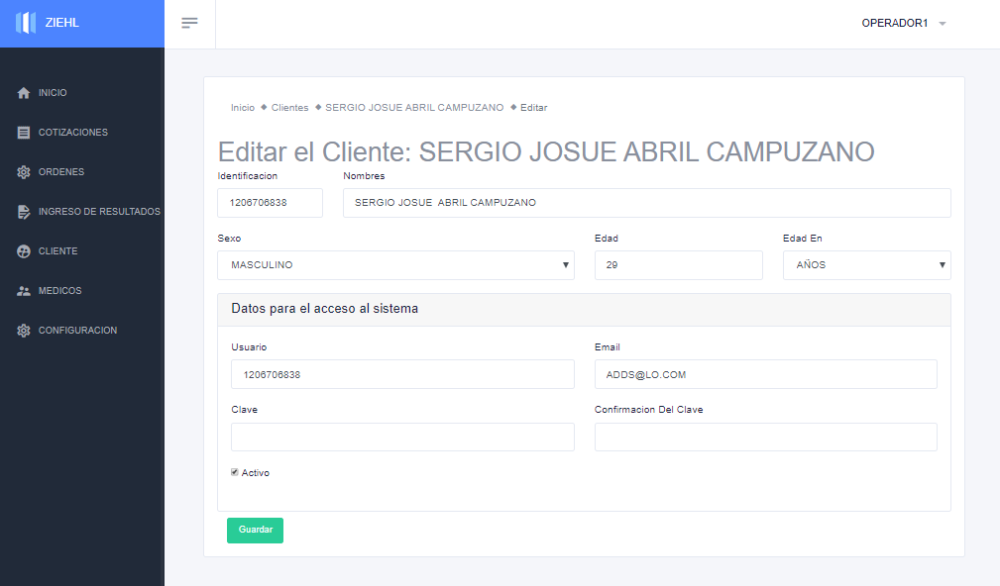 ZIEHL
OPERADOR1
INICIO
COTIZACIONES
ORDENES
INGRESO DE RESULTADOS
CLIENTE
MEDICOS
CONFIGURACION
Inicio ◆ Clientes ◆ SERGIO JOSUE ABRIL CAMPUZANO ◆ Editar
Editar el Cliente: SERGIO JOSUE ABRIL CAMPUZANO
Identificacion Nombres
1206706838 SERGIO JOSUE ABRIL CAMPUZANO
Sexo Edad Edad En
MASCULINO 29 AÑOS
Datos para el acceso al sistema
Usuario Email
1206706838 ADDS@LO.COM
Clave Confirmacion Del Clave
Activo
Guardar